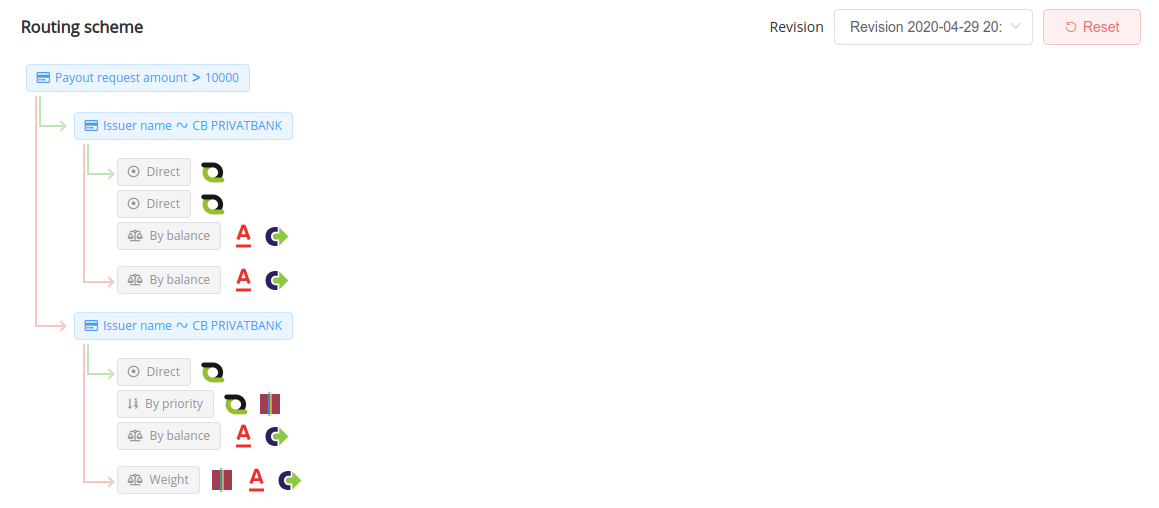 Routing scheme
Revision
Revision 2020-04-29 20:
Reset
Payout request amount > 10000
Issuer name ~ CB PRIVATBANK
Direct
Direct
By balance
By balance
Issuer name ~ CB PRIVATBANK
Direct
By priority
By balance
Weight